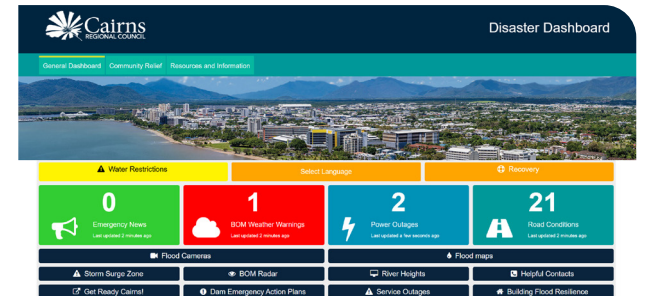 Cairns
REGIONAL COUNCIL
Disaster Dashboard
General Dashboard Community Relief Resources and Information
Water Restrictions
Select Language
Recovery
0
Emergency News
Last updated 2 minutes ago
1
BOM Weather Warnings
Last updated 2 minutes ago
2
Power Outages
Last updated a few seconds ago
21
Road Conditions
Last updated 2 minutes ago
Flood Cameras
Flood maps
Storm Surge Zone
BOM Radar
River Heights
Helpful Contacts
Get Ready Cairns!
Dam Emergency Action Plans
Service Outages
Building Flood Resilience